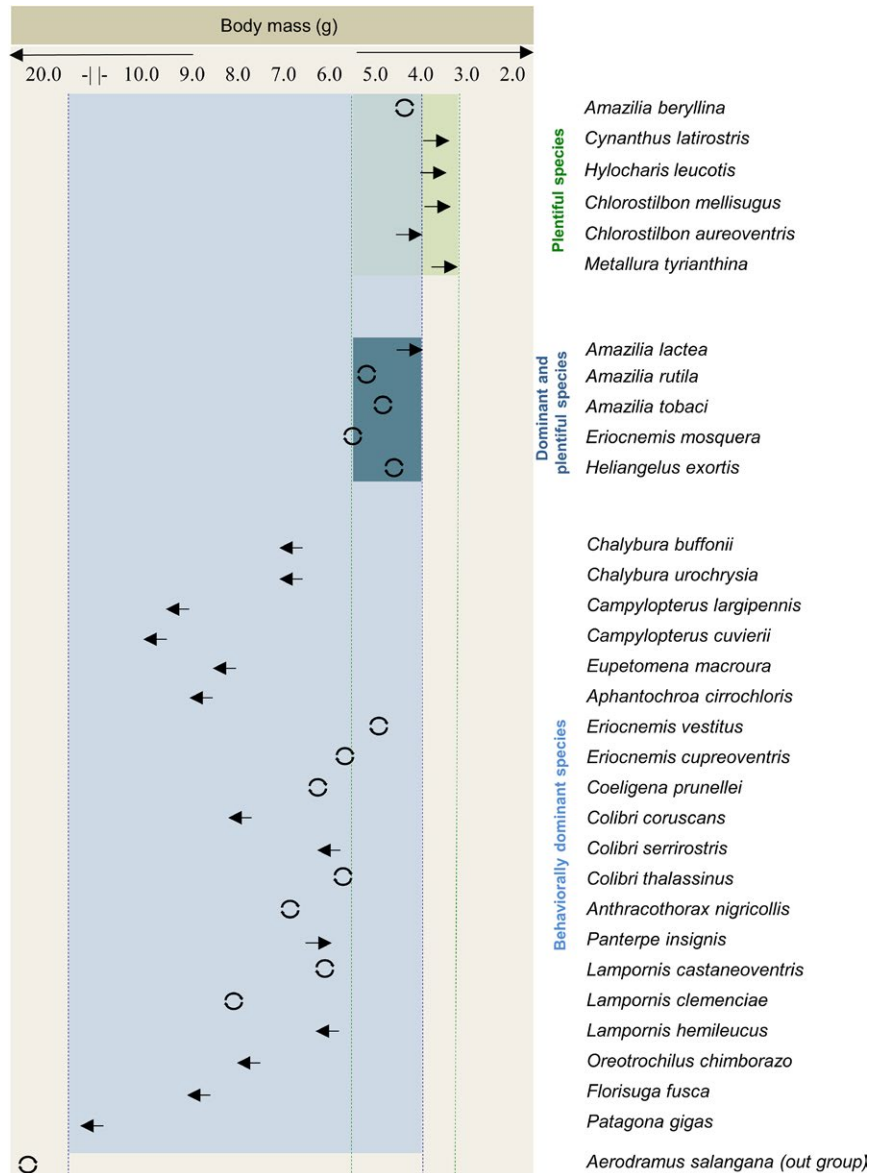 Body mass (g)
20.0 -||- 10.0 9.0 8.0 7.0 6.0 5.0 4.0 3.0 2.0
Plentiful species
Amazilia beryllina
Cynanthus latirostris
Hylocharis leucotis
Chlorostilbon mellisugus
Chlorostilbon aureoventris
Metallura tyrianthina
Dominant and
plentiful species
Amazilia lactea
Amazilia rutila
Amazilia tobaci
Eriocnemis mosquera
Heliangelus exortis
Behaviorally dominant species
Chalybura buffonii
Chalybura urochrysia
Campylopterus largipennis
Campylopterus cuvierii
Eupetomena macroura
Aphantochroa cirrochloris
Eriocnemis vestitus
Eriocnemis cupreoventris
Coeligena prunellei
Colibri coruscans
Colibri serrirostris
Colibri thalassinus
Anthracothorax nigricollis
Panterpe insignis
Lampornis castaneoventris
Lampornis clemenciae
Lampornis hemileucus
Oreotrochilus chimborazo
Florisuga fusca
Patagona gigas
Aerodramus salangana (out group)